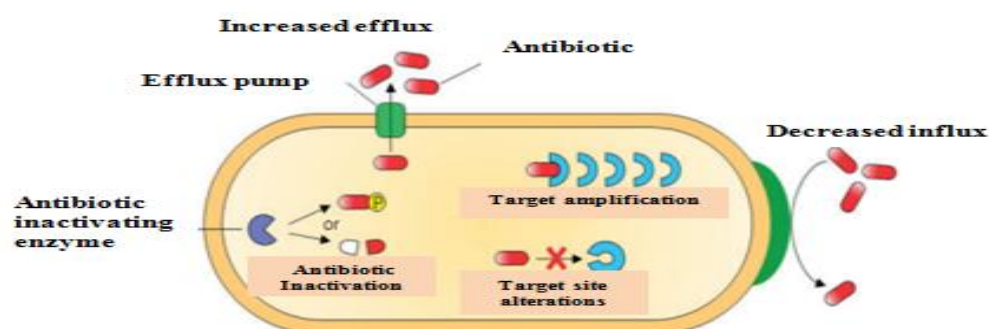 Increased efflux
Antibiotic
Efflux pump
Decreased influx
Antibiotic
inactivating
enzyme
P
or
Target amplification
Antibiotic
Inactivation
Target site
alterations